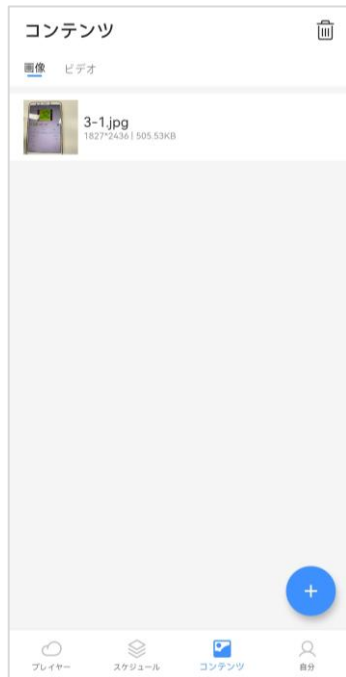 コンテンツ
画像 ビデオ
3-1.jpg
1827*2436 | 505.53KB
プレイヤー スケジュール コンテンツ 自分